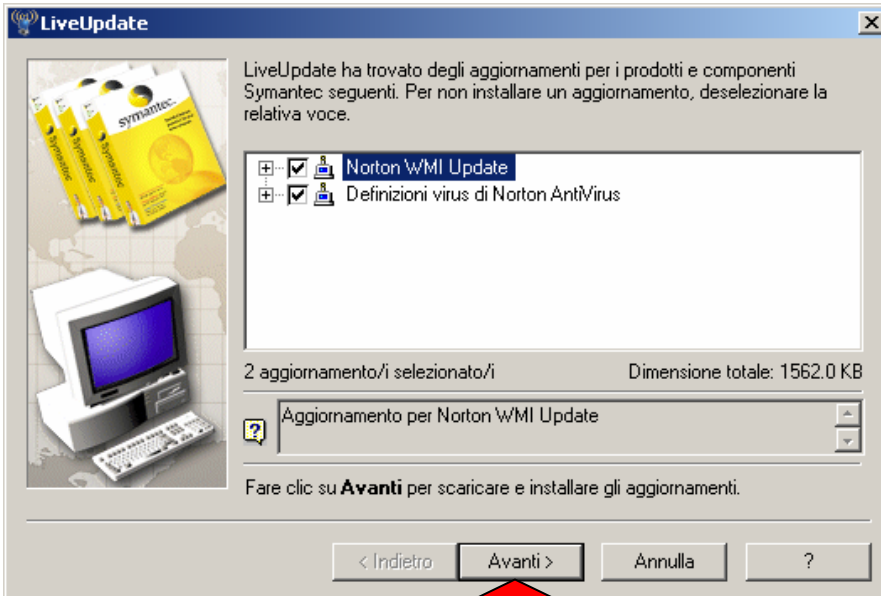 LiveUpdate
symantec.
Symantec
Symantec
LiveUpdate ha trovato degli aggiornamenti per i prodotti e componenti
Symantec seguenti. Per non installare un aggiornamento, deselezionare la
relativa voce.
Norton WMI Update
Definizioni virus di Norton AntiVirus
2 aggiornamento/i selezionato/i
Dimensione totale: 1562.0 KB
Aggiornamento per Norton WMI Update
Fare clic su Avanti per scaricare e installare gli aggiornamenti.
< Indietro
Avanti >
Annulla
?